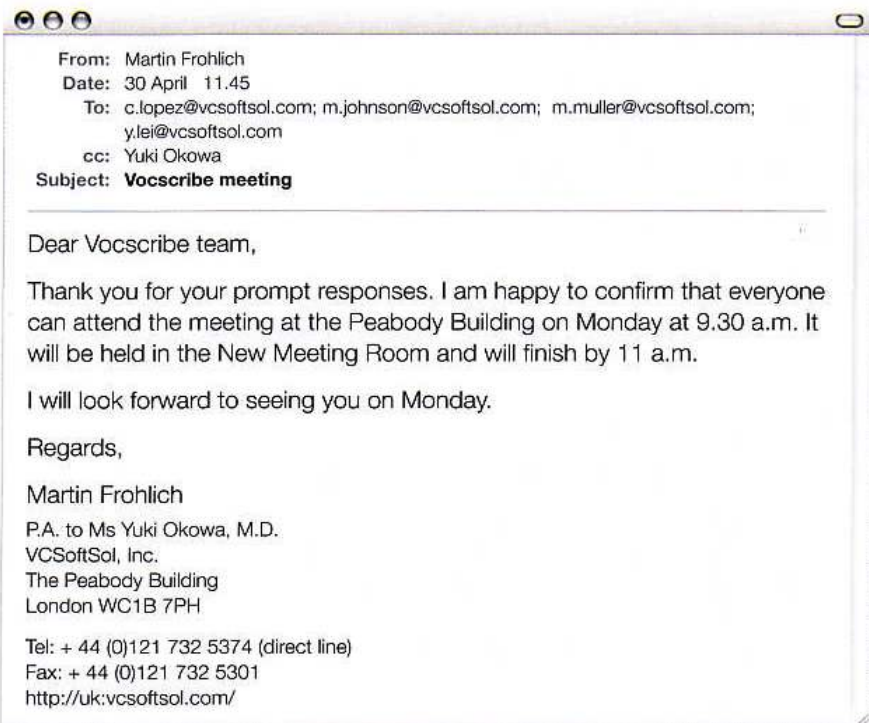 From: Martin Frohlich
Date: 30 April 11.45
To: c.lopez@vcsoftsol.com; m.johnson@vcsoftsol.com; m.muller@vcsoftsol.com;
y.lei@vcsoftsol.com
cc: Yuki Okowa
Subject: Vocscribe meeting
Dear Vocscribe team,
Thank you for your prompt responses. I am happy to confirm that everyone
can attend the meeting at the Peabody Building on Monday at 9.30 a.m. It
will be held in the New Meeting Room and will finish by 11 a.m.
I will look forward to seeing you on Monday.
Regards,
Martin Frohlich
P.A. to Ms Yuki Okowa, M.D.
VCSoftSol, Inc.
The Peabody Building
London WC1B 7PH
Tel: + 44 (0)121 732 5374 (direct line)
Fax: + 44 (0)121 732 5301
http://uk:vcsoftsol.com/